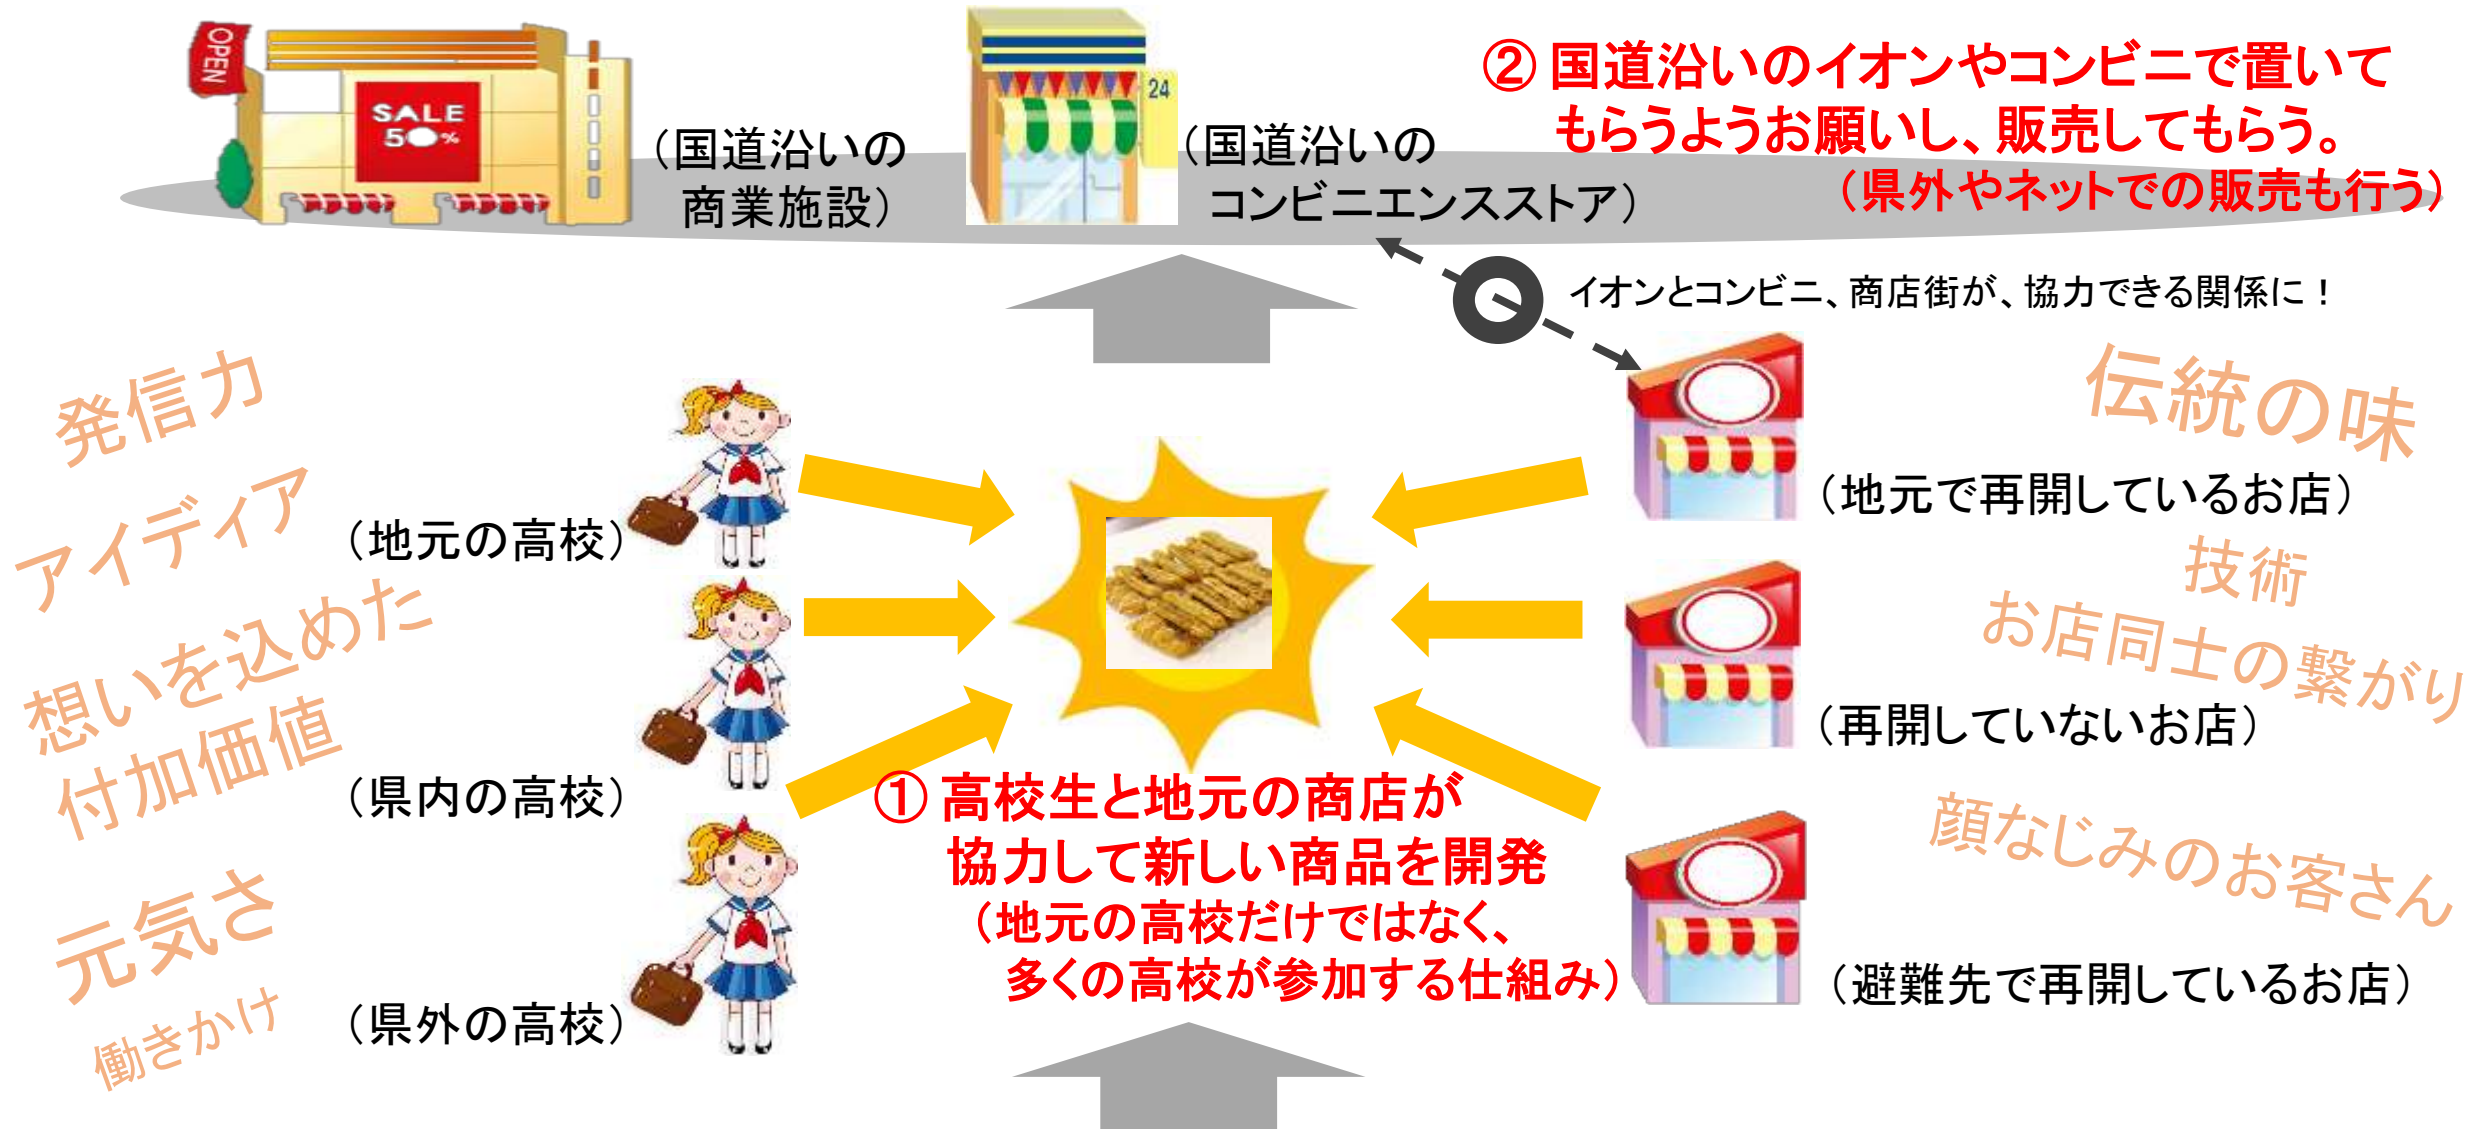 OPEN
SALE
50%
（国道沿いの
商業施設）
24
（国道沿いの
コンビニエンスストア）
② 国道沿いのイオンやコンビニで置いて
もらうようお願いし、販売してもらう。
（県外やネットでの販売も行う）
イオンとコンビニ、商店街が、協力できる関係に！
発信力
アイディア
想いを込めた
付加価値
元気さ
働きかけ
（地元の高校）
（県内の高校）
（県外の高校）
① 高校生と地元の商店が
協力して新しい商品を開発
（地元の高校だけではなく、
多くの高校が参加する仕組み）
（地元で再開しているお店）
（再開していないお店）
（避難先で再開しているお店）
伝統の味
技術
お店同士の繋がり
顔なじみのお客さん